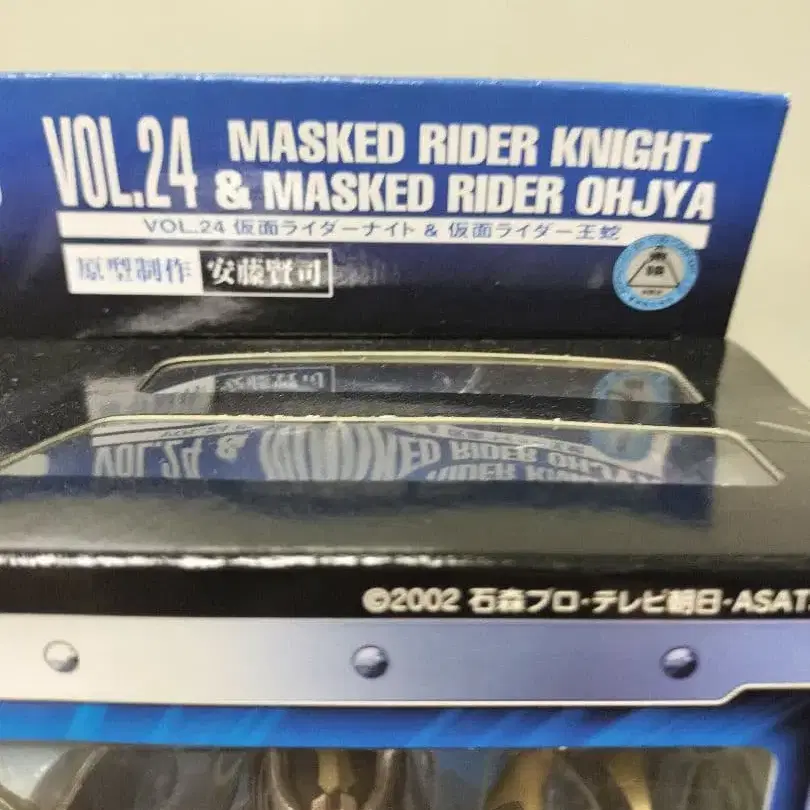 VOL.24 MASKED RIDER KNIGHT
& MASKED RIDER OHJYA
VOL.24 仮面ライダーナイト & 仮面ライダー王蛇
原型制作 安藤賢司
©2002 石森プロ・テレビ朝日・ASAT